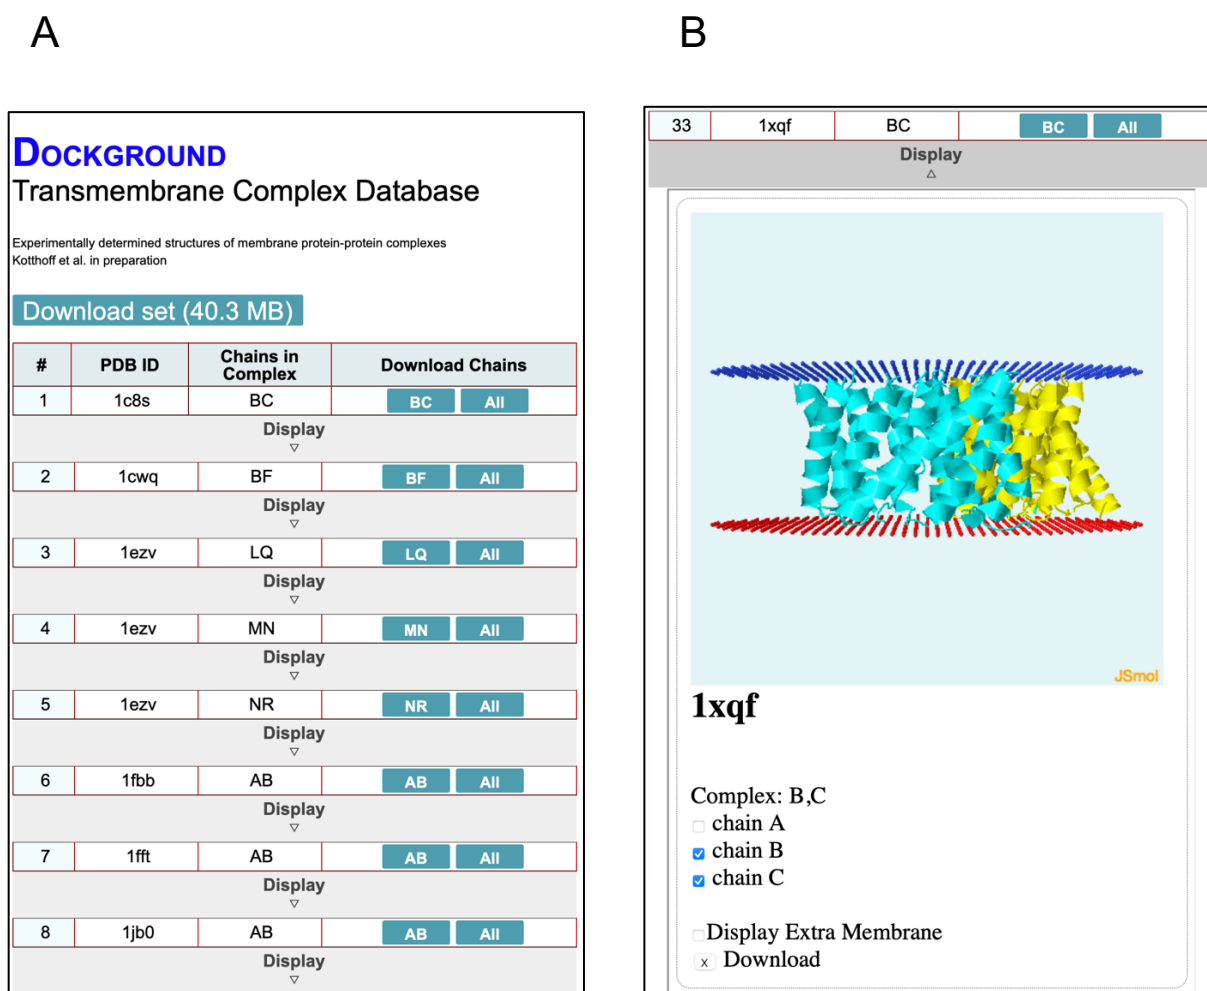 A
DOCKGROUND
Transmembrane Complex Database
Experimentally determined structures of membrane protein-protein complexes
Kotthoff et al. in preparation
Download set (40.3 MB)
# PDB ID Chains in Complex Download Chains
1 1c8s BC BC All
Display
2 1cwq BF BF All
Display
3 1ezv LQ LQ All
Display
4 1ezv MN MN All
Display
5 1ezv NR NR All
Display
6 1fbb AB AB All
Display
7 1fft AB AB All
Display
8 1jb0 AB AB All
Display
B
33 1xqf BC BC All
Display
JSmol
1xqf
Complex: B,C
chain A
chain B
chain C
Display Extra Membrane
x Download